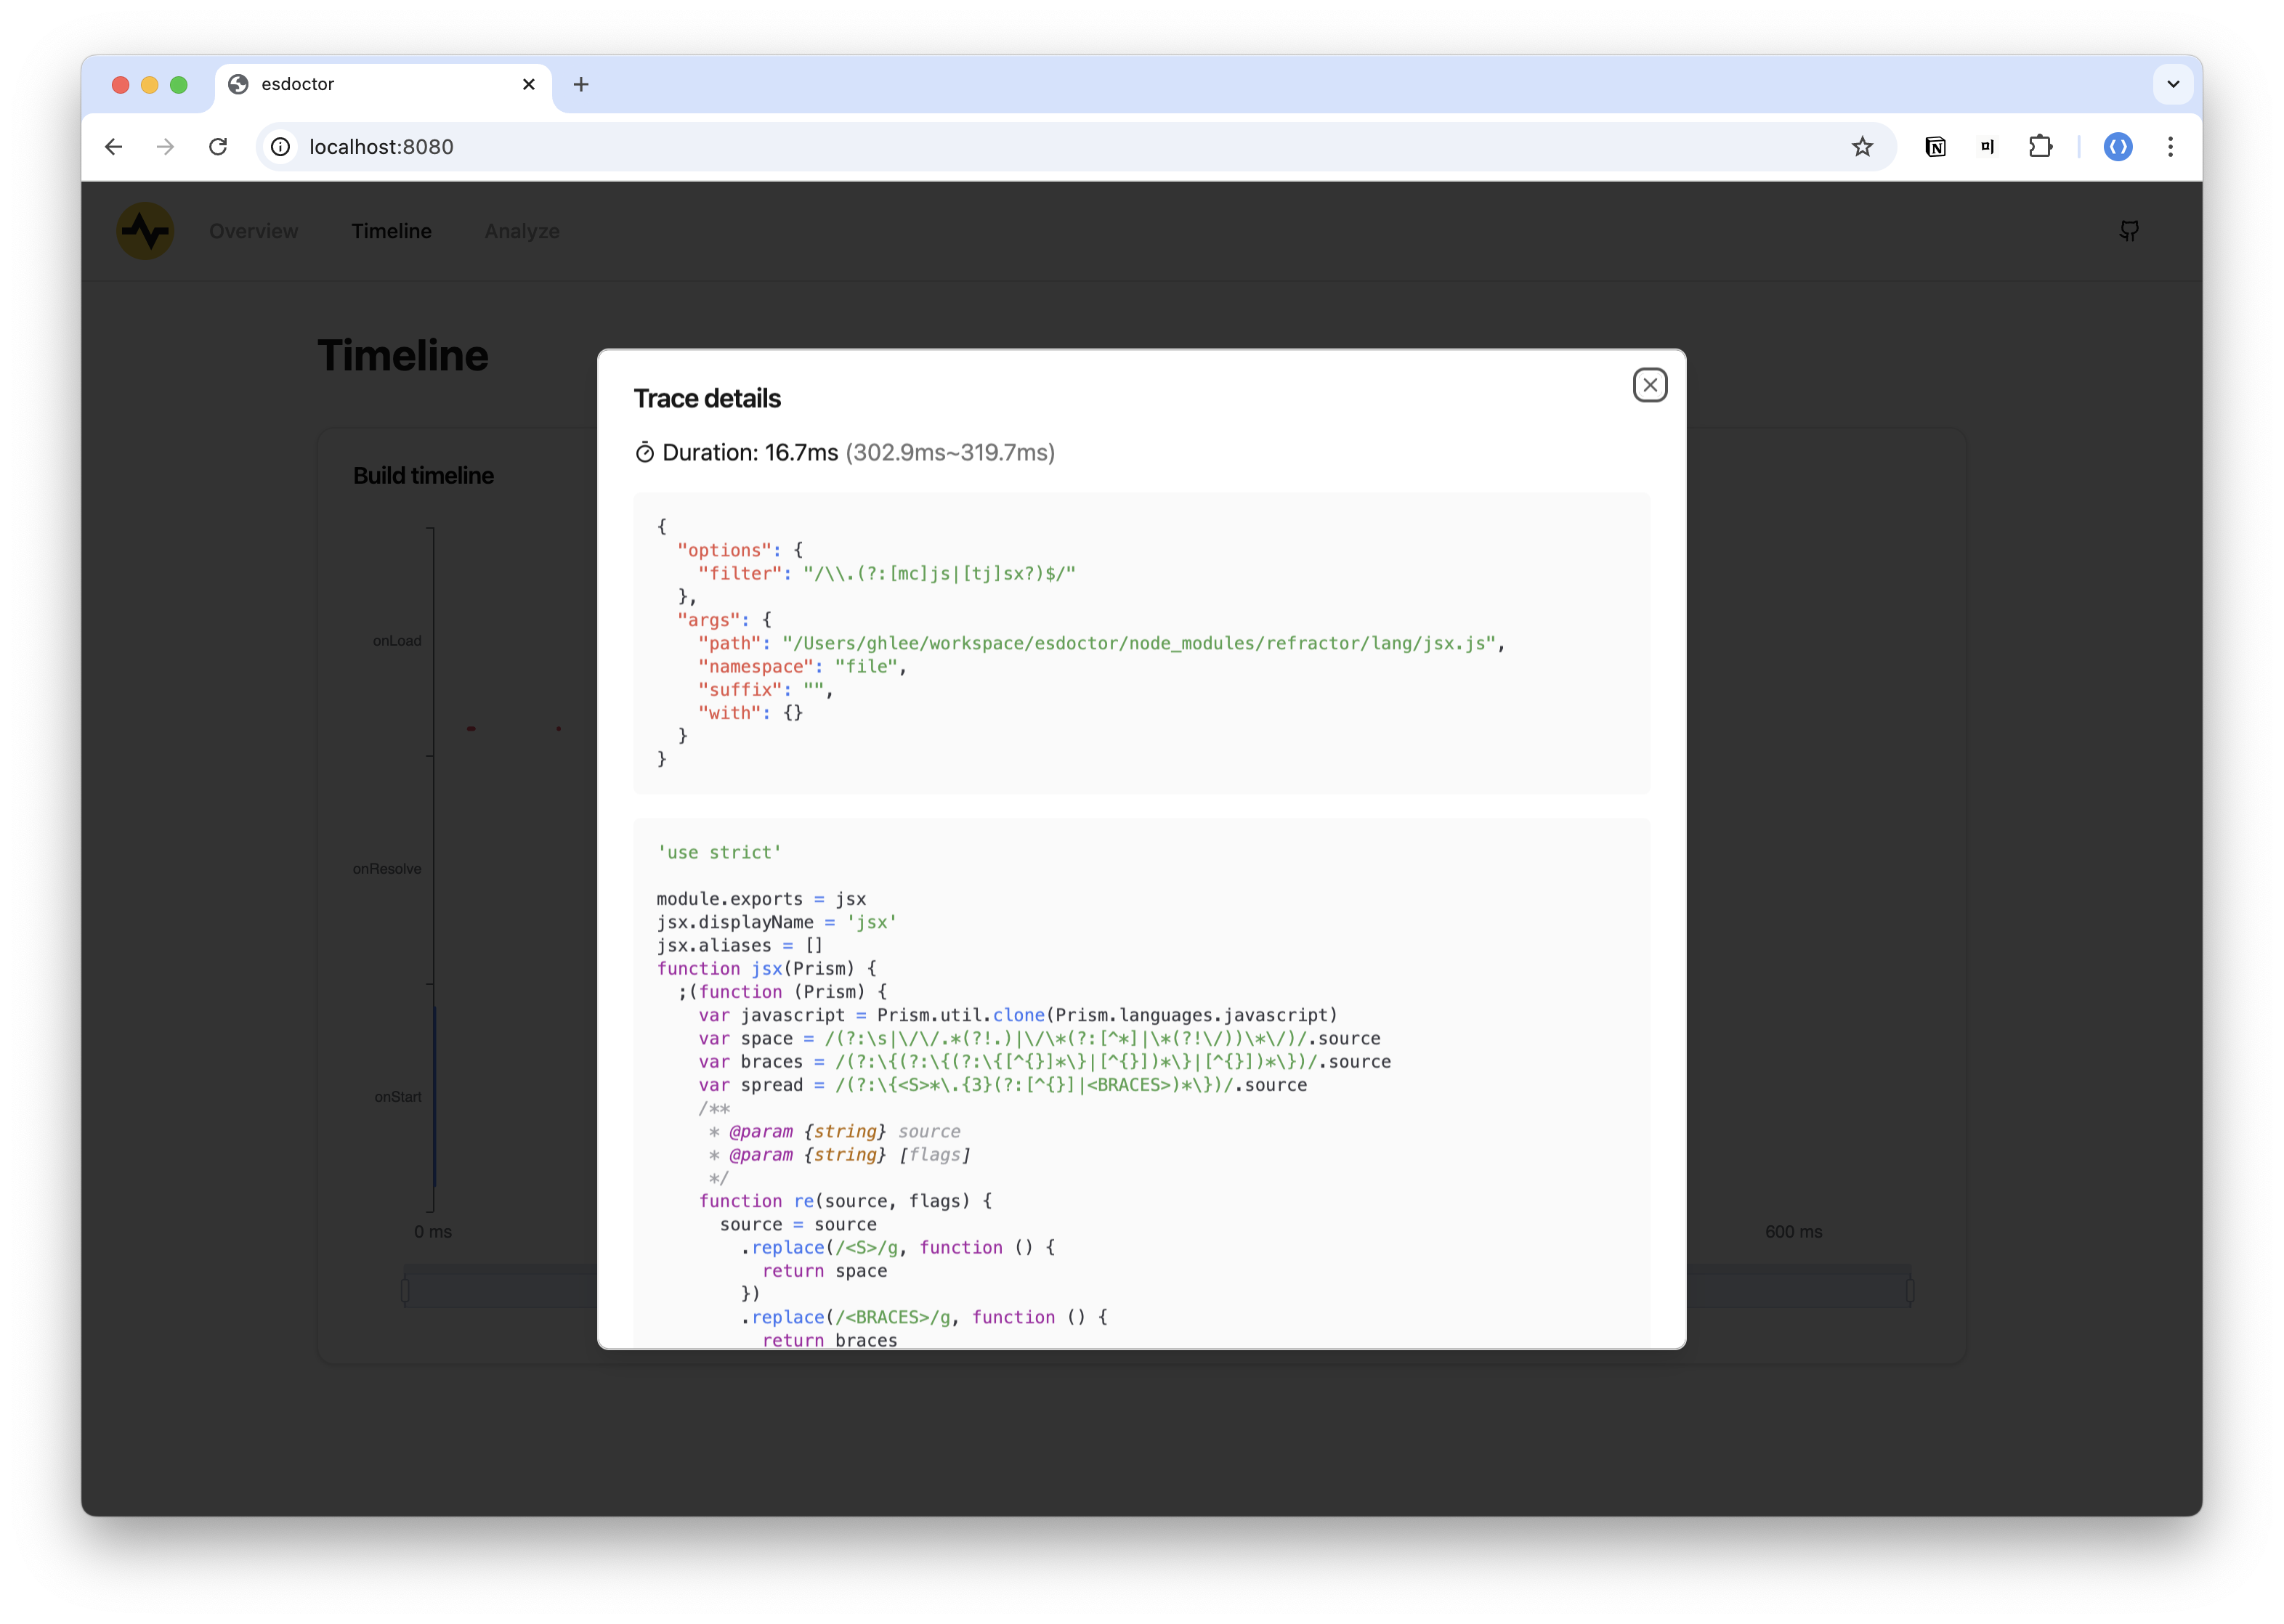 esdoctor
localhost:8080
Overview
Timeline
Analyze
Timeline
Build timeline
onLoad
onResolve
onStart
0 ms
600 ms
Trace details
Duration: 16.7ms (302.9ms~319.7ms)
{
  "options": {
    "filter": "/\\.(?:[mc]js|[tj]sx?)$/"
  },
  "args": {
    "path": "/Users/ghlee/workspace/esdoctor/node_modules/refractor/lang/jsx.js",
    "namespace": "file",
    "suffix": "",
    "with": {}
  }
}
'use strict'
module.exports = jsx
jsx.displayName = 'jsx'
jsx.aliases = []
function jsx(Prism) {
  ;(function (Prism) {
    var javascript = Prism.util.clone(Prism.languages.javascript)
    var space = /(?:\s|\/\/.*(?!.)|\/\*(?:[^*]|\*(?!\/))\*\/)/.source
    var braces = /(?:\{(?:\{(?:\{[^{}]*\}|[^{}])*\}|[^{}])*\})/.source
    var spread = /(?:\{<S>*\.{3}(?:[^{}]|<BRACES>)*\})/.source
    /**
     * @param {string} source
     * @param {string} [flags]
     */
    function re(source, flags) {
      source = source
        .replace(/<S>/g, function () {
          return space
        })
        .replace(/<BRACES>/g, function () {
          return braces